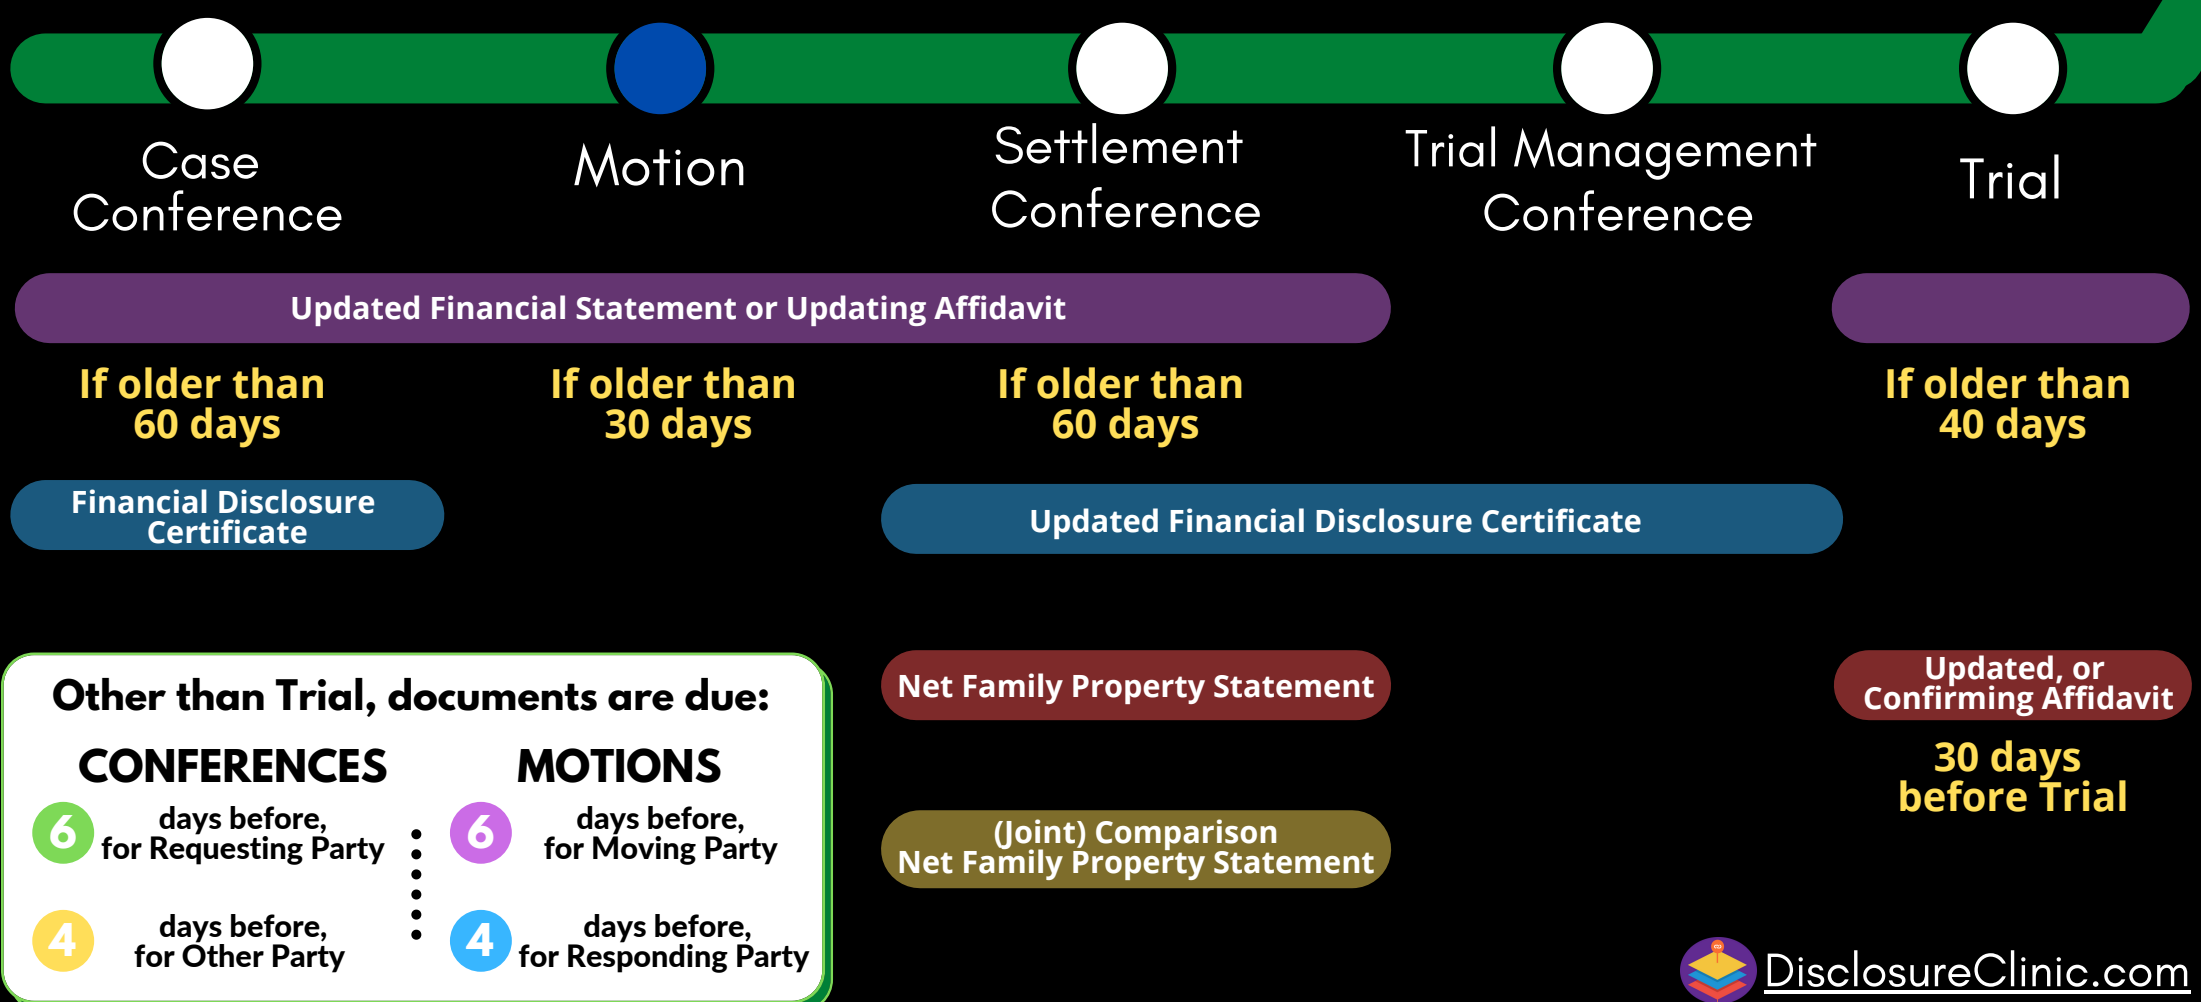 Case
Conference
Motion
Settlement
Conference
Trial Management
Conference
Trial
Updated Financial Statement or Updating Affidavit
If older than
60 days
If older than
30 days
If older than
60 days
If older than
40 days
Financial Disclosure
Certificate
Updated Financial Disclosure Certificate
Net Family Property Statement
Updated, or
Confirming Affidavit
30 days
before Trial
(Joint) Comparison
Net Family Property Statement
Other than Trial, documents are due:
CONFERENCES
6 days before,
for Requesting Party
4 days before,
for Other Party
MOTIONS
6 days before,
for Moving Party
4 days before,
for Responding Party
DisclosureClinic.com